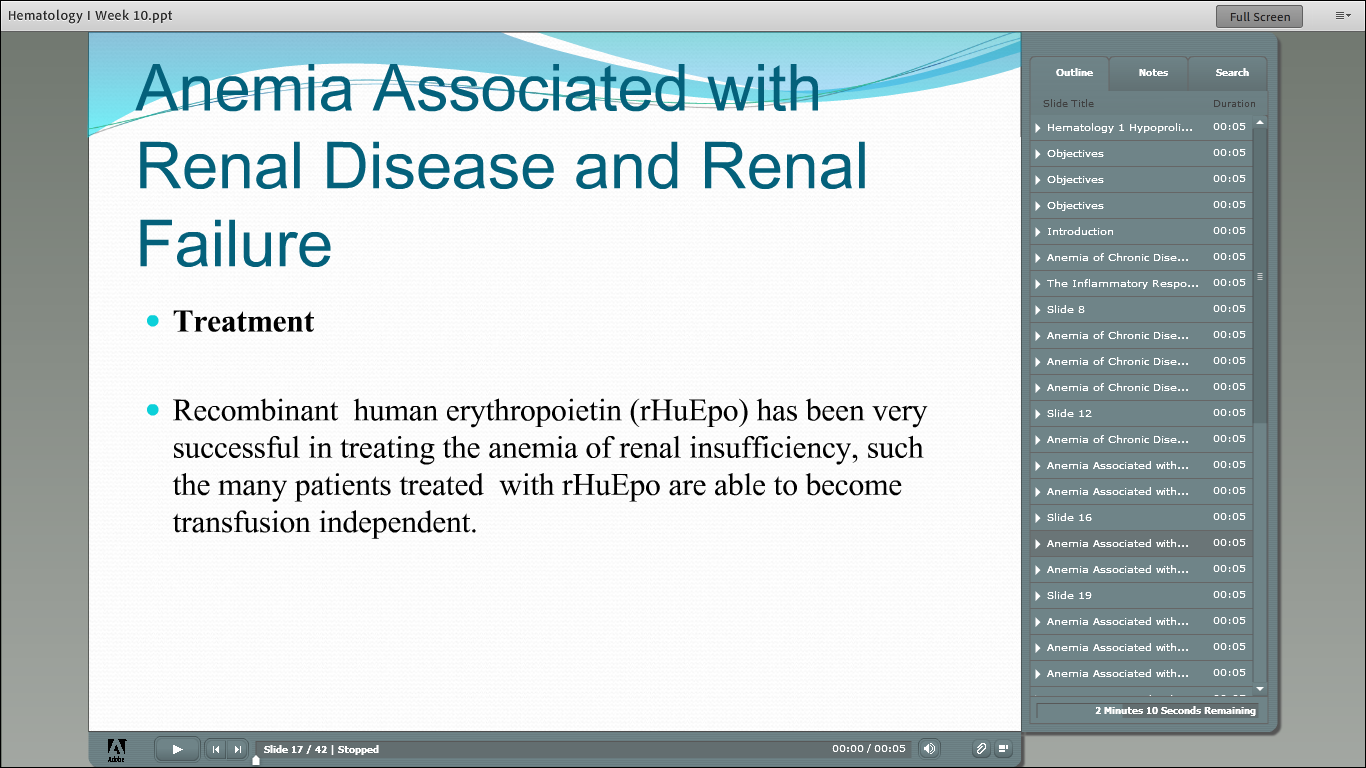 Hematology I Week 10.ppt
Full Screen
Anemia Associated with
Renal Disease and Renal
Failure
Treatment
Recombinant  human erythropoietin (rHuEpo) has been very
successful in treating the anemia of renal insufficiency, such
the many patients treated  with rHuEpo are able to become
transfusion independent.
Outline Notes Search
Slide Title Duration
Hematology 1 Hypoproli... 00:05
Objectives 00:05
Objectives 00:05
Objectives 00:05
Introduction 00:05
Anemia of Chronic Dise... 00:05
The Inflammatory Respo... 00:05
Slide 8 00:05
Anemia of Chronic Dise... 00:05
Anemia of Chronic Dise... 00:05
Anemia of Chronic Dise... 00:05
Slide 12 00:05
Anemia of Chronic Dise... 00:05
Anemia Associated with... 00:05
Anemia Associated with... 00:05
Slide 16 00:05
Anemia Associated with... 00:05
Anemia Associated with... 00:05
Slide 19 00:05
Anemia Associated with... 00:05
Anemia Associated with... 00:05
Anemia Associated with... 00:05
2 Minutes 10 Seconds Remaining
Adobe
Slide 17 / 42 | Stopped 00:00 / 00:05